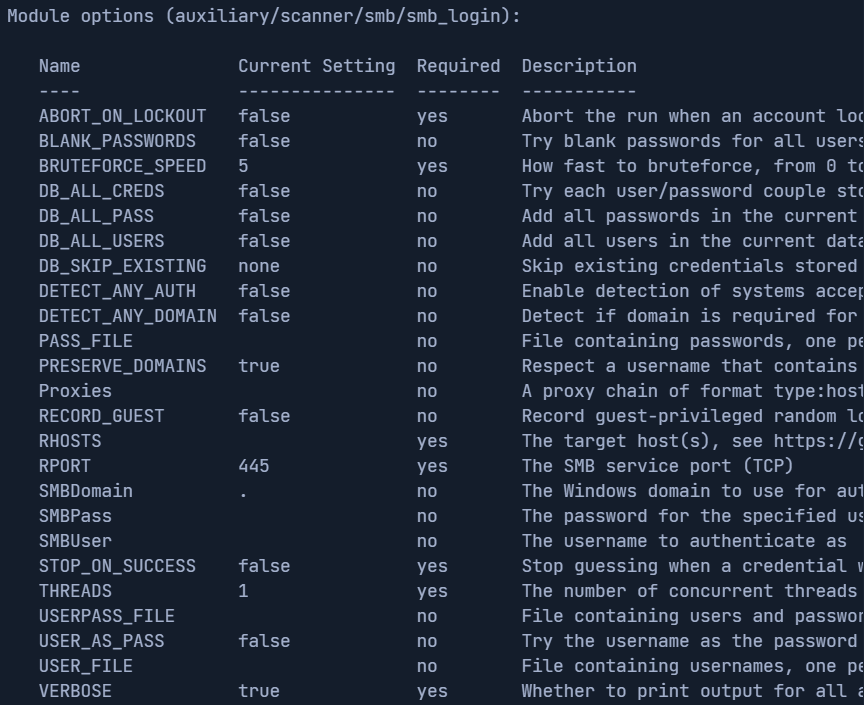 Module options (auxiliary/scanner/smb/smb_login):
Name Current Setting Required Description
---- --------------- -------- -----------
ABORT_ON_LOCKOUT false yes Abort the run when an account loc
BLANK_PASSWORDS false no Try blank passwords for all users
BRUTEFORCE_SPEED 5 yes How fast to bruteforce, from 0 to
DB_ALL_CREDS false no Try each user/password couple sto
DB_ALL_PASS false no Add all passwords in the current
DB_ALL_USERS false no Add all users in the current data
DB_SKIP_EXISTING none no Skip existing credentials stored
DETECT_ANY_AUTH false no Enable detection of systems accep
DETECT_ANY_DOMAIN false no Detect if domain is required for
PASS_FILE no File containing passwords, one pe
PRESERVE_DOMAINS true no Respect a username that contains
Proxies no A proxy chain of format type:host
RECORD_GUEST false no Record guest-privileged random lo
RHOSTS yes The target host(s), see https://g
RPORT 445 yes The SMB service port (TCP)
SMBDomain . no The Windows domain to use for aut
SMBPass no The password for the specified us
SMBUser no The username to authenticate as
STOP_ON_SUCCESS false yes Stop guessing when a credential w
THREADS 1 yes The number of concurrent threads
USERPASS_FILE no File containing users and passwor
USER_AS_PASS false no Try the username as the password
USER_FILE no File containing usernames, one pe
VERBOSE true yes Whether to print output for all a